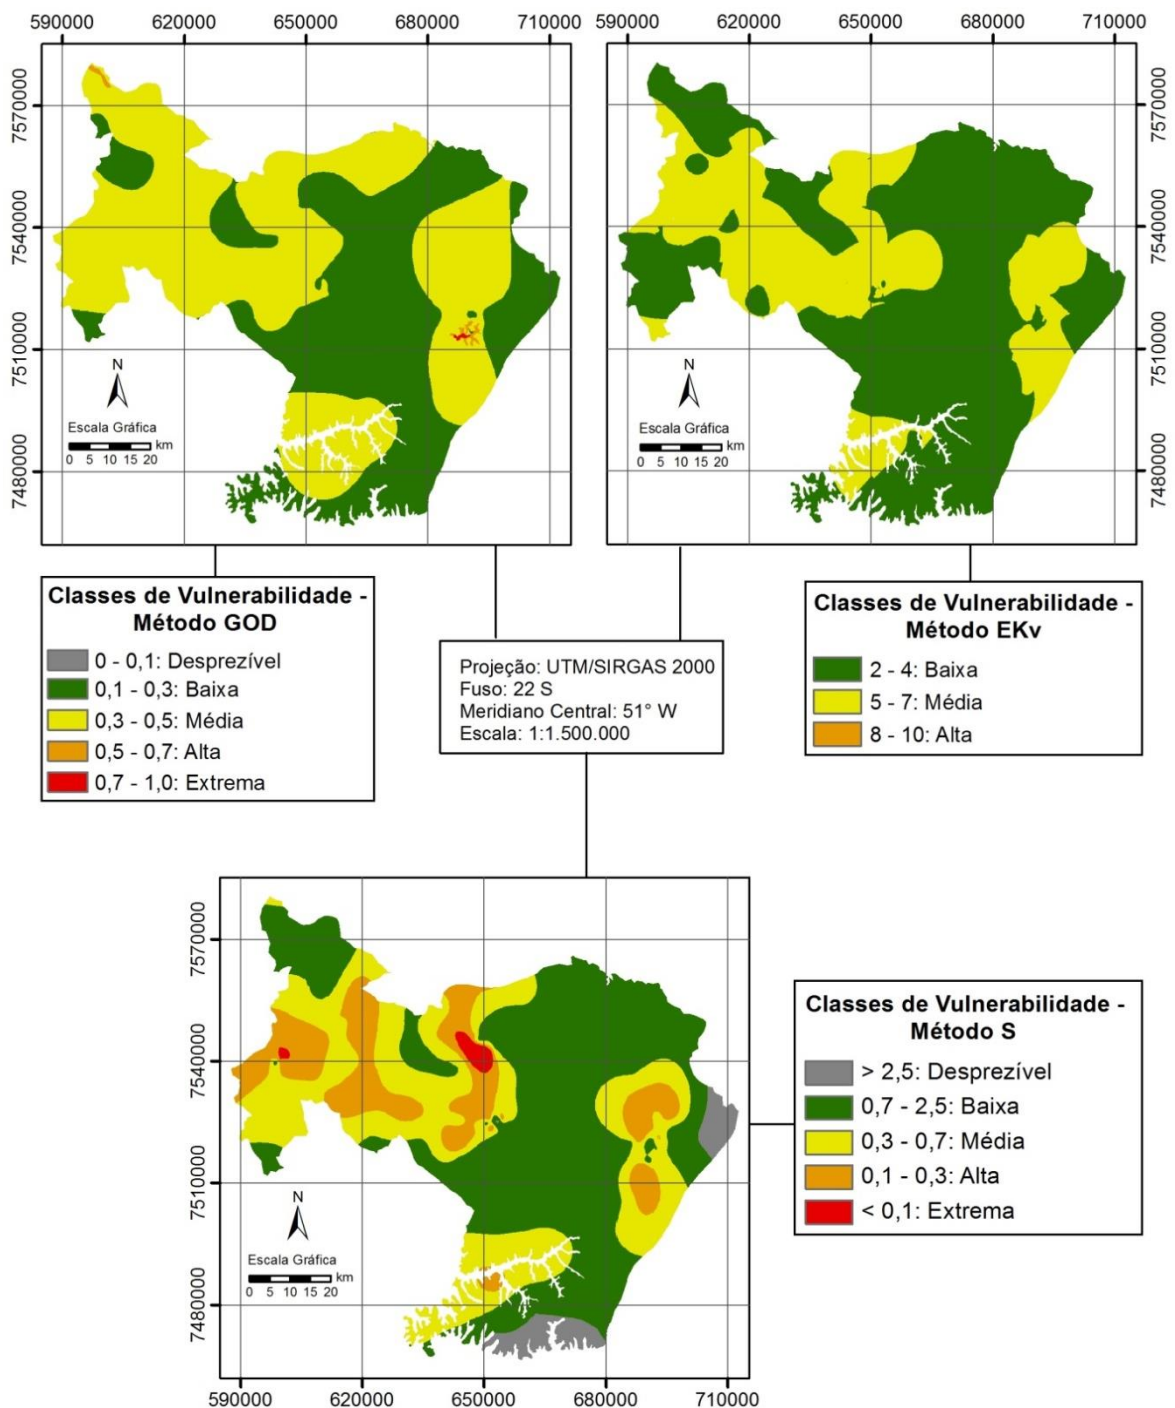 590000 620000 650000 680000 710000
590000 620000 650000 680000 710000
7570000
7540000
7510000
7480000
N
Escala Gráfica
km
0 5 10 15 20
N
Escala Gráfica
km
0 5 10 15 20
7570000
7540000
7510000
7480000
Classes de Vulnerabilidade -
Método GOD
0 - 0,1: Desprezível
0,1 - 0,3: Baixa
0,3 - 0,5: Média
0,5 - 0,7: Alta
0,7 - 1,0: Extrema
Projeção: UTM/SIRGAS 2000
Fuso: 22 S
Meridiano Central: 51° W
Escala: 1:1.500.000
Classes de Vulnerabilidade -
Método EKv
2 - 4: Baixa
5 - 7: Média
8 - 10: Alta
7570000
7540000
7510000
7480000
N
Escala Gráfica
km
0 5 10 15 20
590000 620000 650000 680000 710000
Classes de Vulnerabilidade -
Método S
> 2,5: Desprezível
0,7 - 2,5: Baixa
0,3 - 0,7: Média
0,1 - 0,3: Alta
< 0,1: Extrema